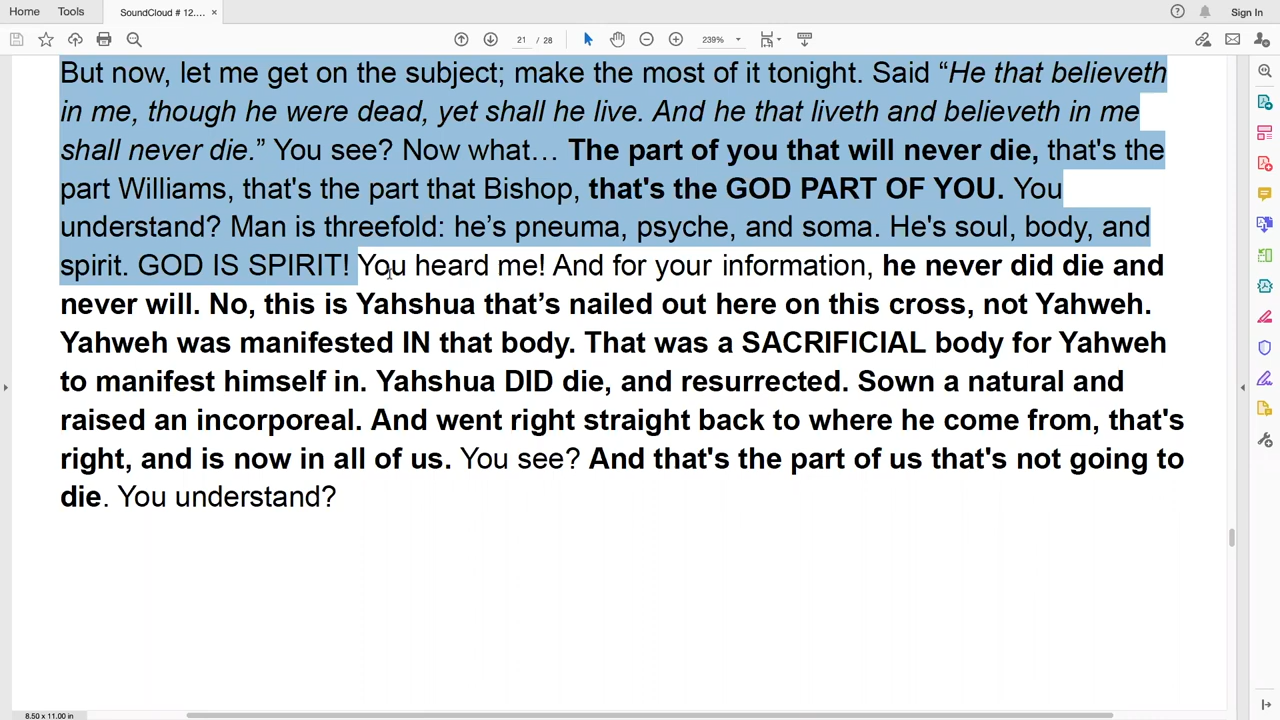 Home
Tools
SoundCloud # 12.... ×
Sign In
21 / 28
239%
But now, let me get on the subject; make the most of it tonight. Said “He that believeth
in me, though he were dead, yet shall he live. And he that liveth and believeth in me
shall never die.” You see? Now what… The part of you that will never die, that's the
part Williams, that's the part that Bishop, that's the GOD PART OF YOU. You
understand? Man is threefold: he’s pneuma, psyche, and soma. He's soul, body, and
spirit. GOD IS SPIRIT! You heard me! And for your information, he never did die and
never will. No, this is Yahshua that’s nailed out here on this cross, not Yahweh.
Yahweh was manifested IN that body. That was a SACRIFICIAL body for Yahweh
to manifest himself in. Yahshua DID die, and resurrected. Sown a natural and
raised an incorporeal. And went right straight back to where he come from, that's
right, and is now in all of us. You see? And that's the part of us that's not going to
die. You understand?
8.50 x 11.00 in